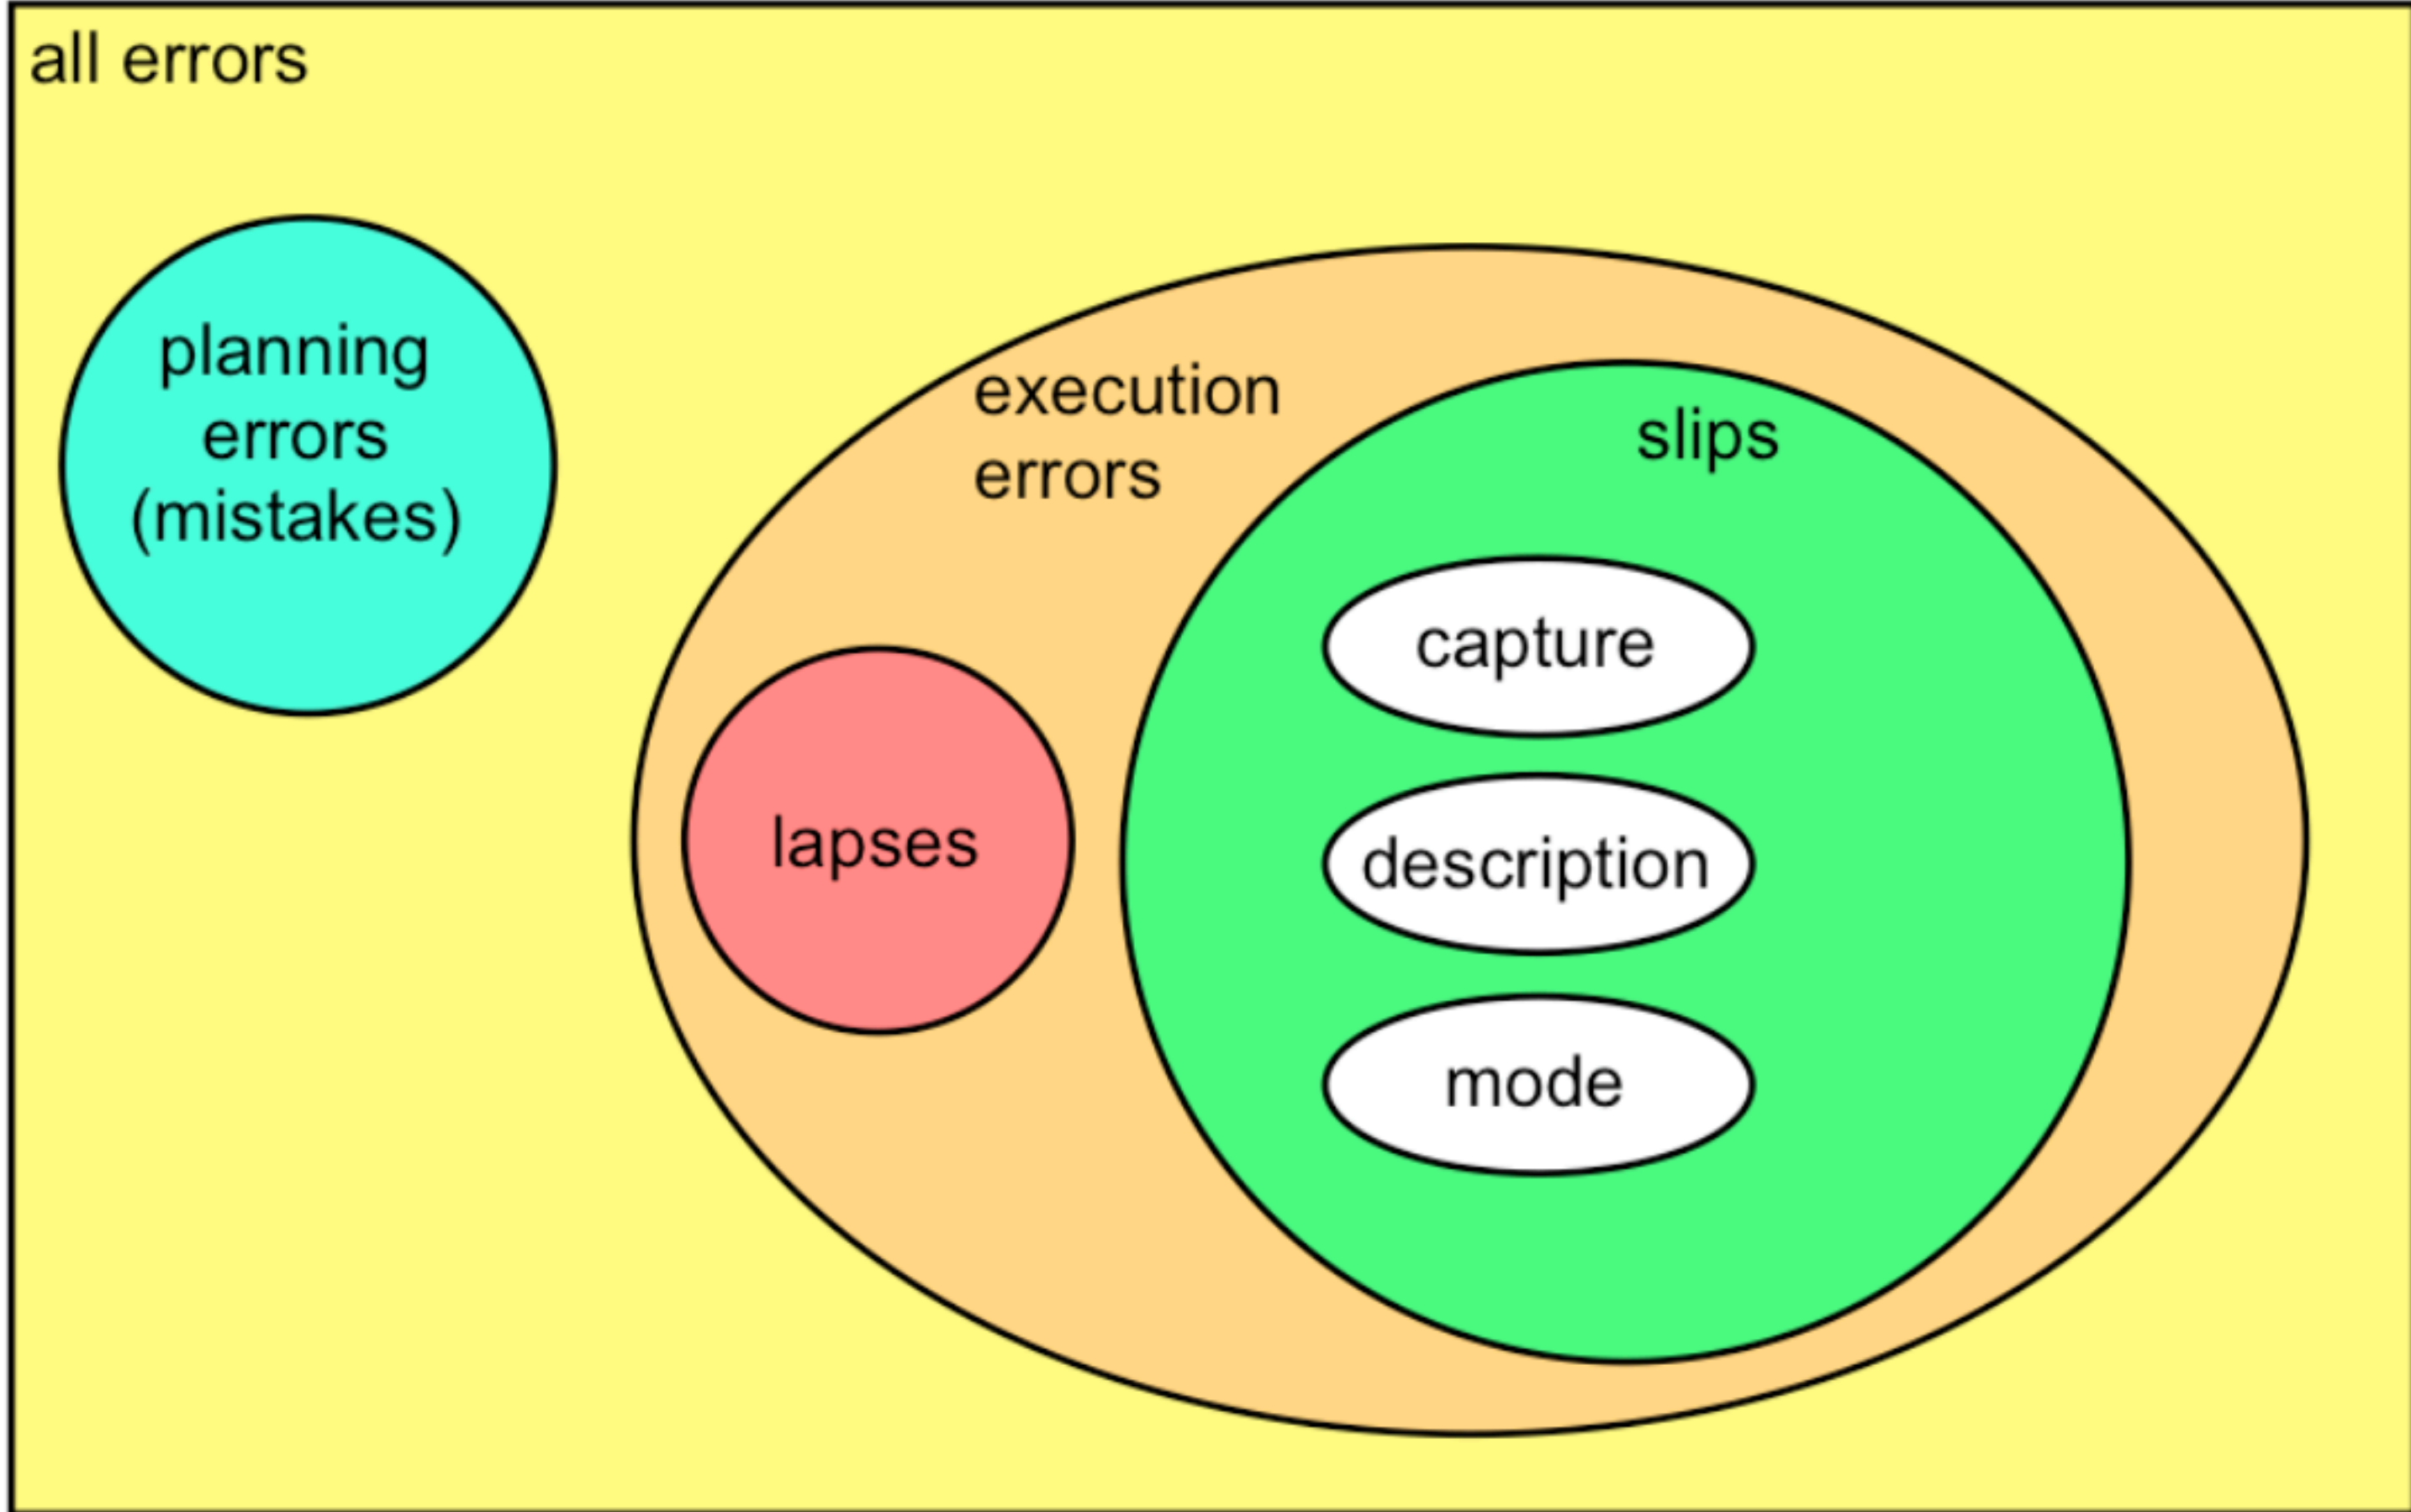 all errors
planning
errors
(mistakes)
execution
errors
slips
capture
lapses
description
mode